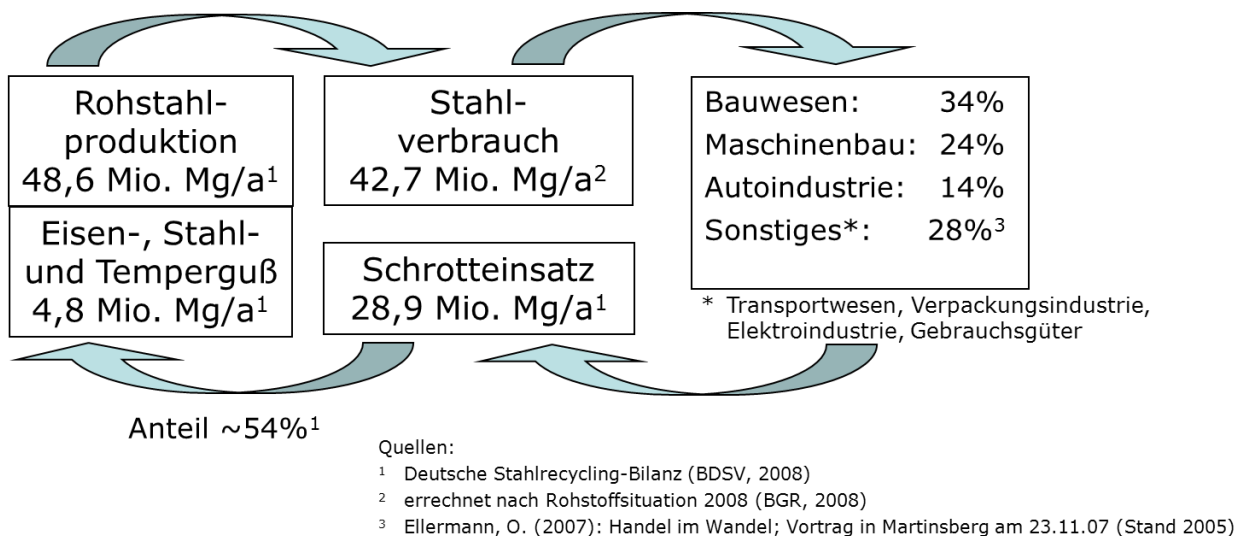 Rohstahl-
produktion
48,6 Mio. Mg/a¹
Eisen-, Stahl-
und Temperguß
4,8 Mio. Mg/a¹
Stahl-
verbrauch
42,7 Mio. Mg/a²
Schrotteinsatz
28,9 Mio. Mg/a¹
Bauwesen: 34%
Maschinenbau: 24%
Autoindustrie: 14%
Sonstiges*: 28%³
* Transportwesen, Verpackungsindustrie,
Elektroindustrie, Gebrauchsgüter
Anteil ~54%¹
Quellen:
¹ Deutsche Stahlrecycling-Bilanz (BDSV, 2008)
² errechnet nach Rohstoffsituation 2008 (BGR, 2008)
³ Ellermann, O. (2007): Handel im Wandel; Vortrag in Martinsberg am 23.11.07 (Stand 2005)